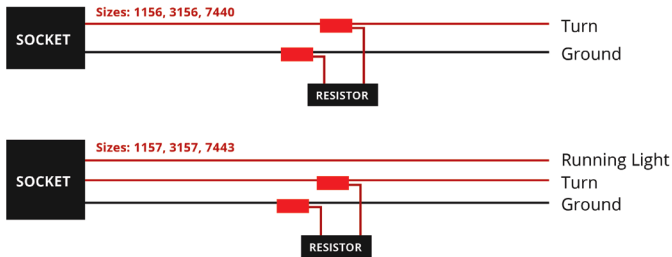 Sizes: 1156, 3156, 7440
SOCKET
Turn
Ground
RESISTOR
Sizes: 1157, 3157, 7443
SOCKET
Running Light
Turn
Ground
RESISTOR